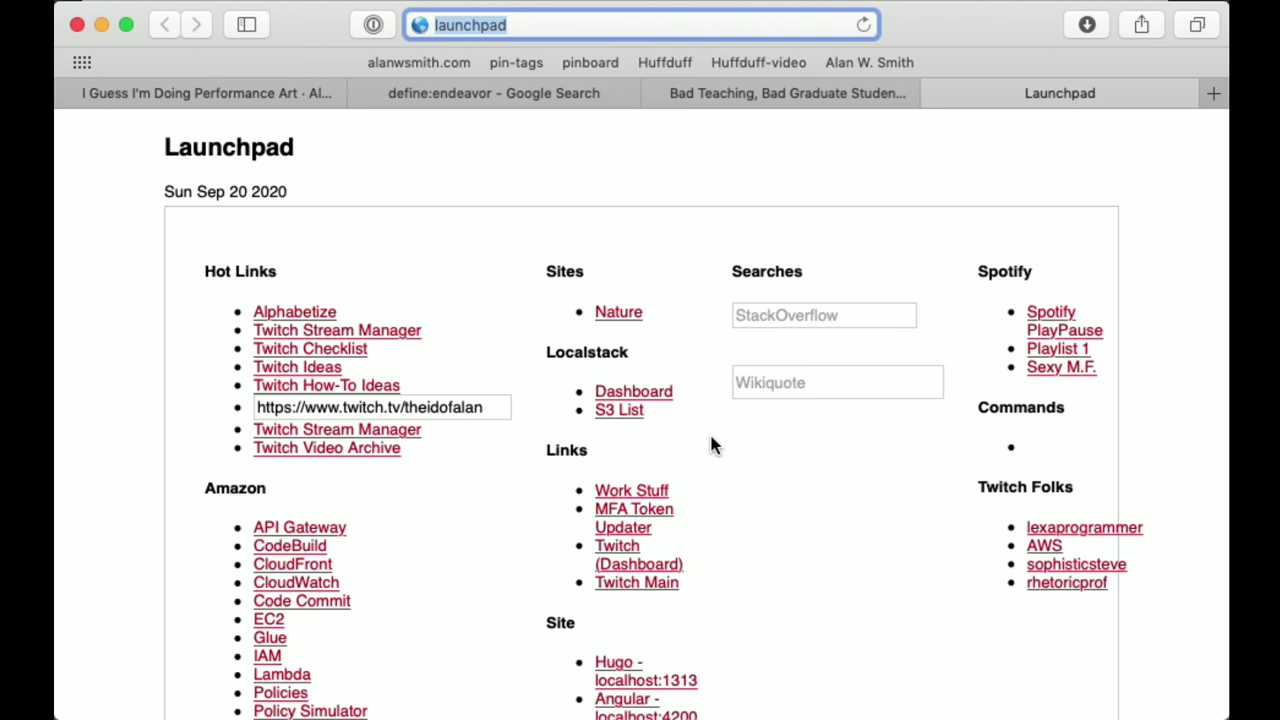 launchpad
alanwsmith.com pin-tags pinboard Huffduff Huffduff-video Alan W. Smith
I Guess I'm Doing Performance Art · Al... define:endeavor - Google Search Bad Teaching, Bad Graduate Studen... Launchpad
Launchpad
Sun Sep 20 2020
Hot Links
Alphabetize
Twitch Stream Manager
Twitch Checklist
Twitch Ideas
Twitch How-To Ideas
https://www.twitch.tv/theidofalan
Twitch Stream Manager
Twitch Video Archive
Amazon
API Gateway
CodeBuild
CloudFront
CloudWatch
Code Commit
EC2
Glue
IAM
Lambda
Policies
Policy Simulator
Sites
Nature
Localstack
Dashboard
S3 List
Links
Work Stuff
MFA Token
Updater
Twitch
(Dashboard)
Twitch Main
Site
Hugo -
localhost:1313
Angular -
localhost:4200
Searches
StackOverflow
Wikiquote
Spotify
Spotify
PlayPause
Playlist 1
Sexy M.F.
Commands
Twitch Folks
lexaprogrammer
AWS
sophisticsteve
rhetoricprof